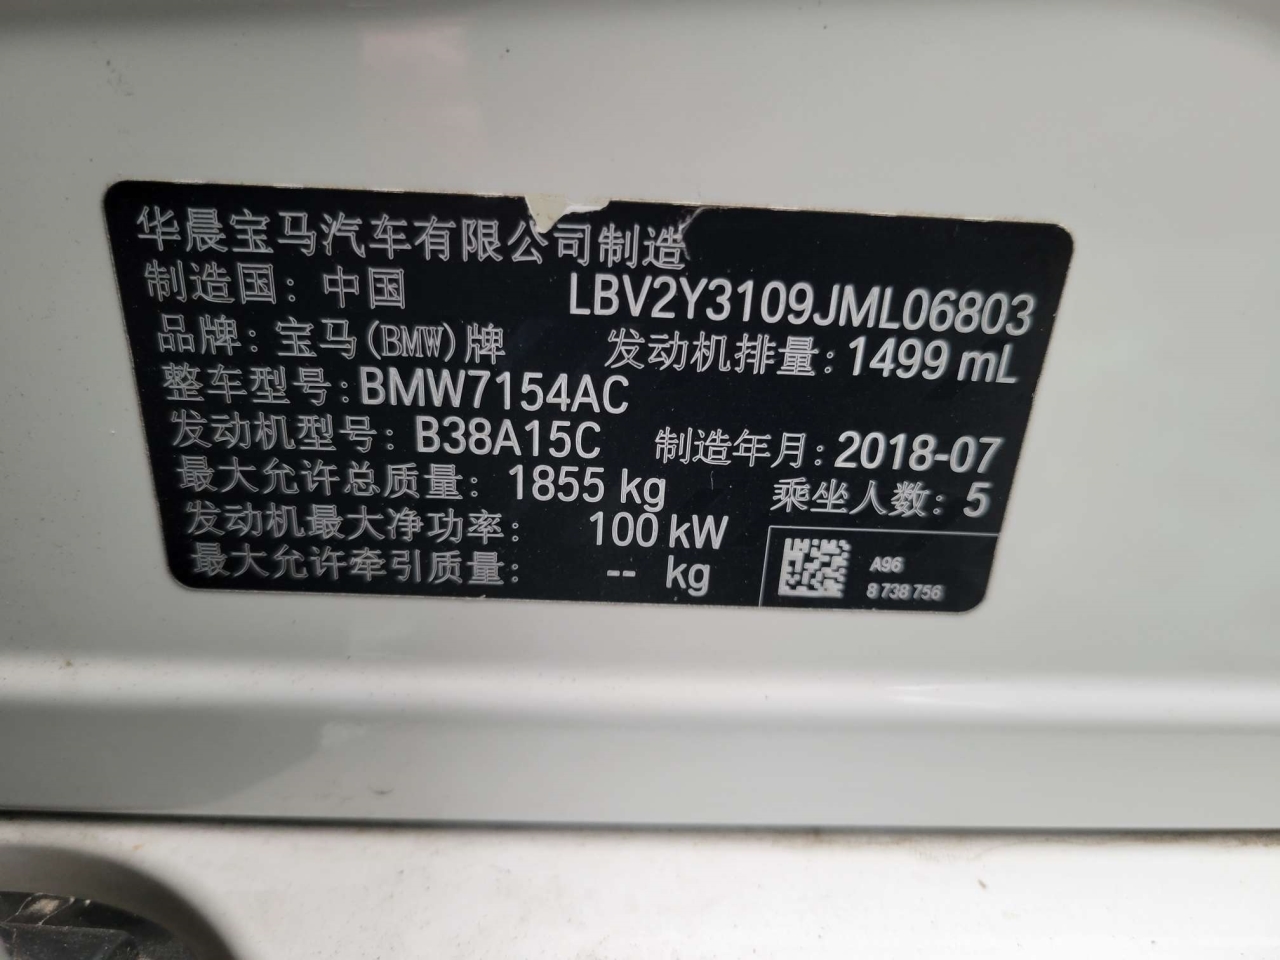 华晨宝马汽车有限公司制造
制造国：中国
LBV2Y3109JML06803
品牌：宝马(BMW)牌
发动机排量：1499 mL
整车型号：BMW7154AC
发动机型号：B38A15C
制造年月：2018-07
最大允许总质量：1855 kg
乘坐人数：5
发动机最大净功率：100 kW
最大允许牵引质量：-- kg
A96
8 738 756